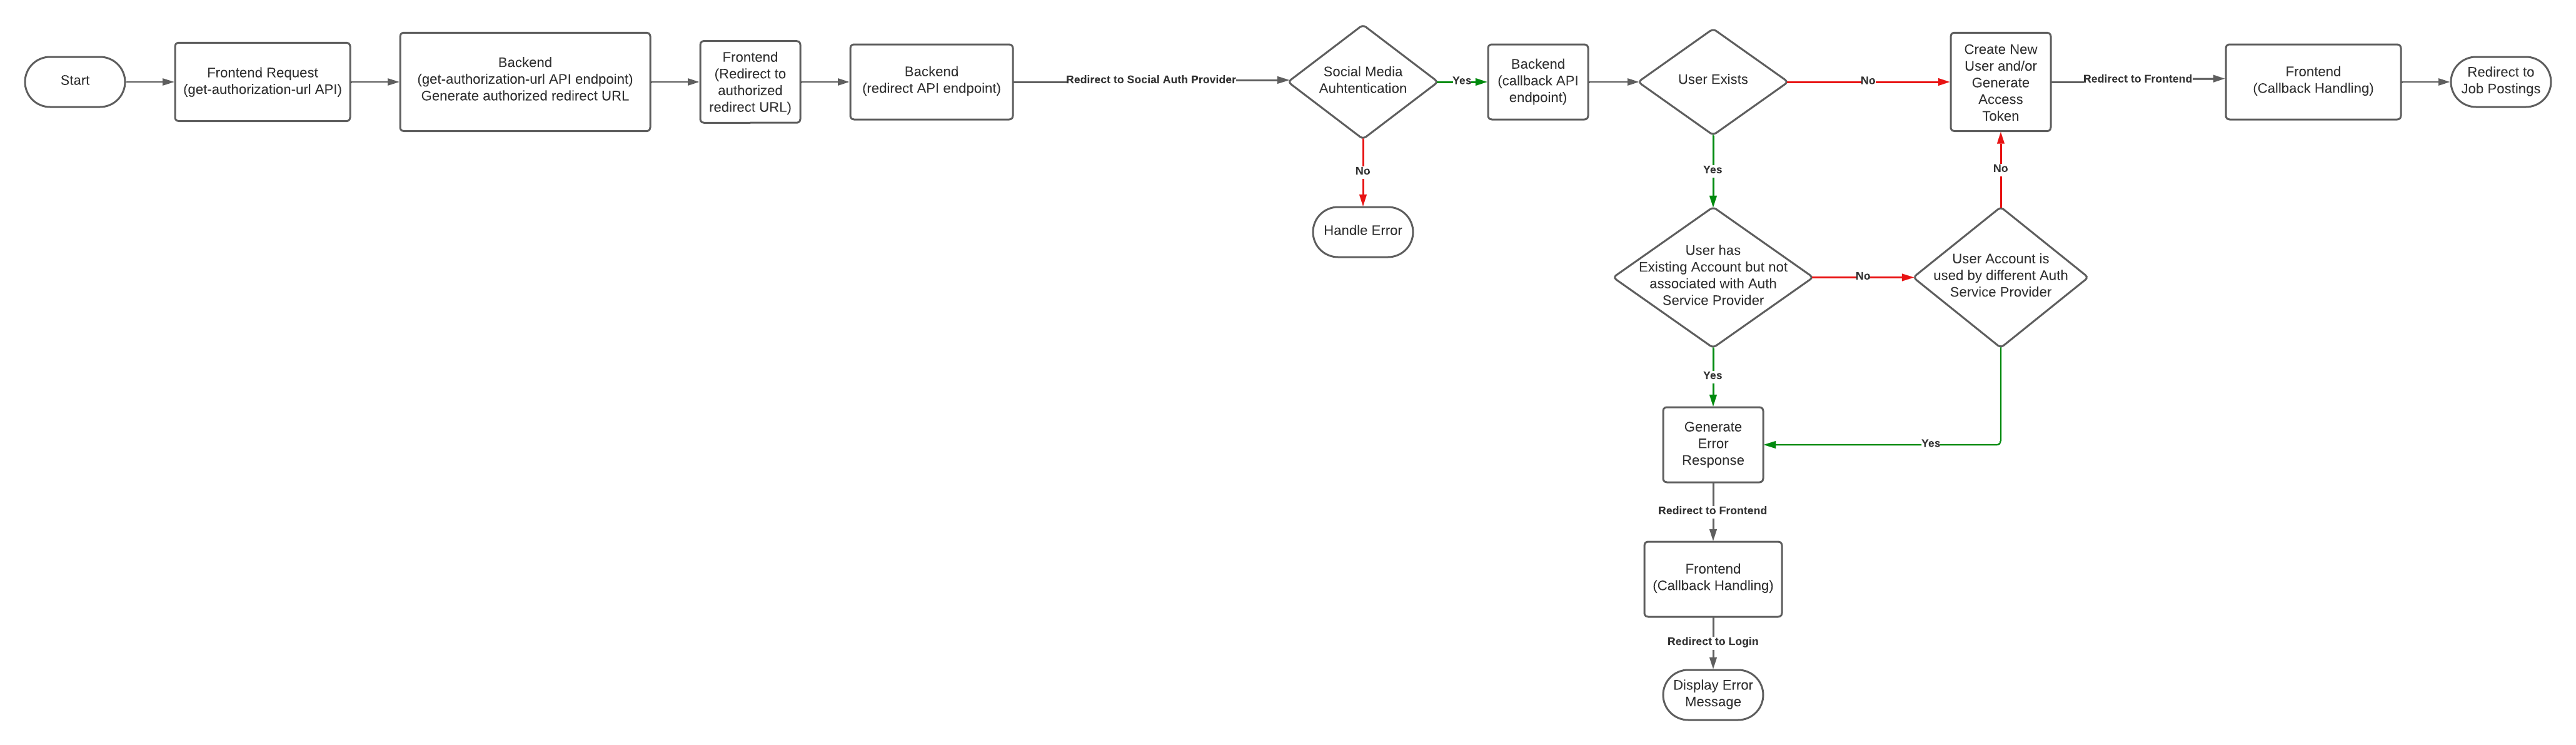 Start
Frontend Request
(get-authorization-url API)
Backend
(get-authorization-url API endpoint)
Generate authorized redirect URL
Frontend
(Redirect to
authorized
redirect URL)
Backend
(redirect API endpoint)
Redirect to Social Auth Provider
Social Media
Auhtentication
Yes
No
Handle Error
Backend
(callback API
endpoint)
User Exists
No
Yes
Create New
User and/or
Generate
Access
Token
Redirect to Frontend
Frontend
(Callback Handling)
Redirect to
Job Postings
User has
Existing Account but not
associated with Auth
Service Provider
No
Yes
User Account is
used by different Auth
Service Provider
No
Yes
Generate
Error
Response
Redirect to Frontend
Frontend
(Callback Handling)
Redirect to Login
Display Error
Message